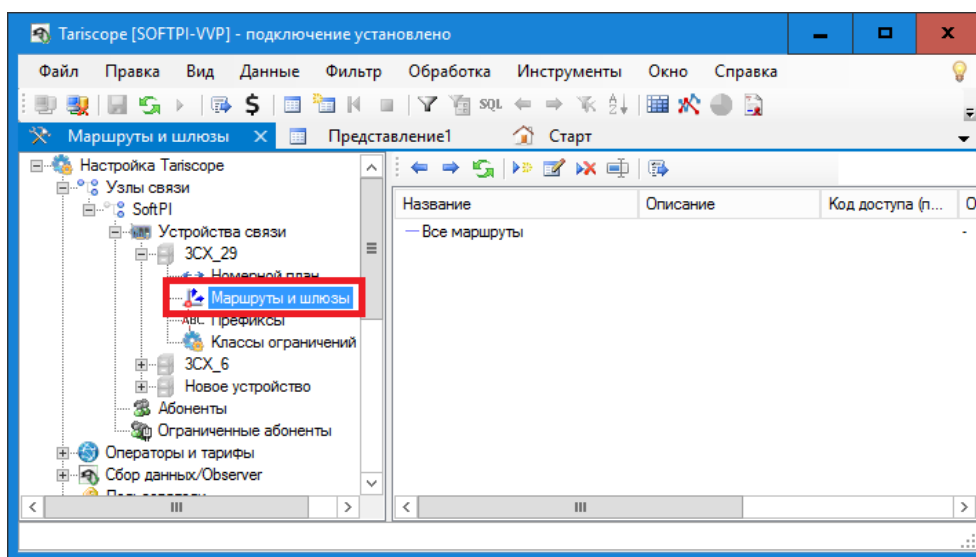 Tariscope [SOFTPI-VVP] - подключение установлено
Файл Правка Вид Данные Фильтр Обработка Инструменты Окно Справка
SQL
Маршруты и шлюзы Представление1 Старт
Настройка Tariscope
Узлы связи
SoftPI
Устройства связи
3CX_29
Номерной план
Маршруты и шлюзы
ABC Префиксы
Классы ограничений
3CX_6
Новое устройство
Абоненты
Ограниченные абоненты
Операторы и тарифы
Сбор данных/Observer
Название Описание Код доступа (п... О
Все маршруты -